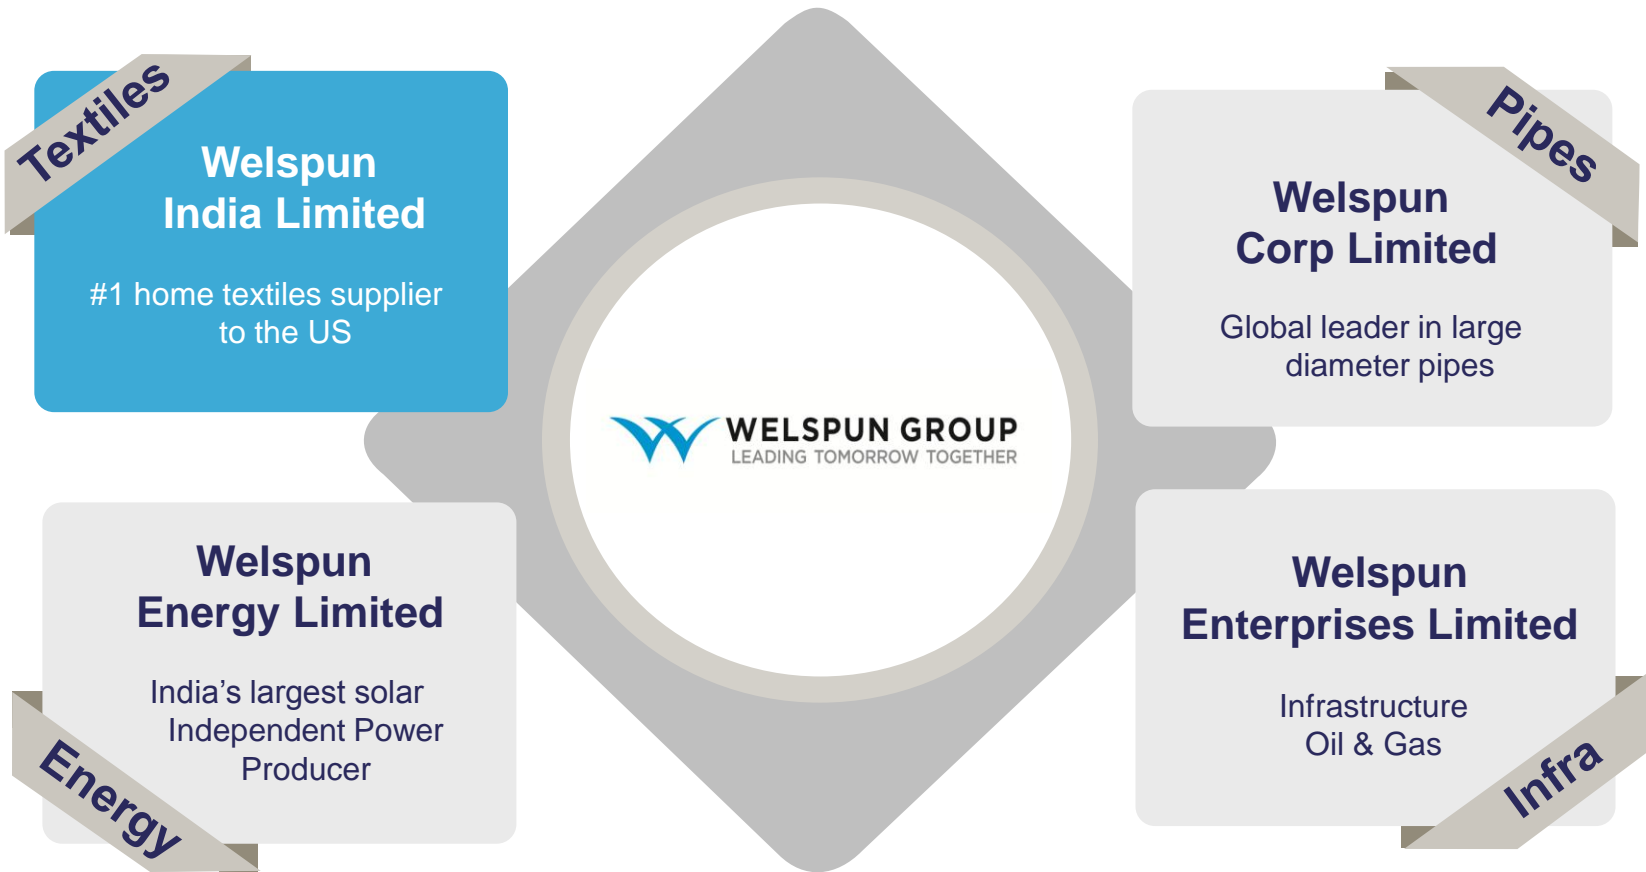 Textiles
Welspun
India Limited
#1 home textiles supplier
to the US
Pipes
Welspun
Corp Limited
Global leader in large
diameter pipes
WELSPUN GROUP
LEADING TOMORROW TOGETHER
Welspun
Energy Limited
India’s largest solar
Independent Power
Producer
Energy
Welspun
Enterprises Limited
Infrastructure
Oil & Gas
Infra